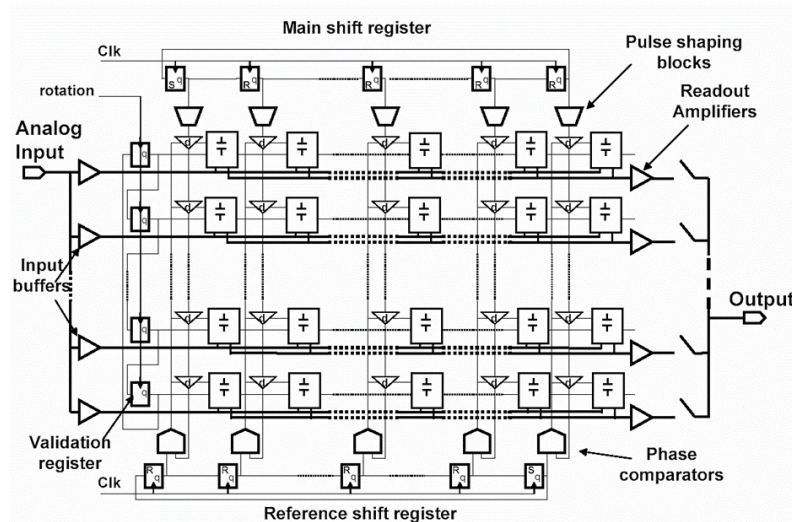 Main shift register
Clk
Pulse shaping
blocks
S q
R q
R q
R q
R q
rotation
Readout
Amplifiers
Analog
Input
q
d
d
d
d
d
q
d
d
d
d
d
Input
buffers
Output
q
d
d
d
d
d
q
d
d
d
d
d
Validation
register
Phase
comparators
R q
R q
R q
R q
S q
Clk
Reference shift register